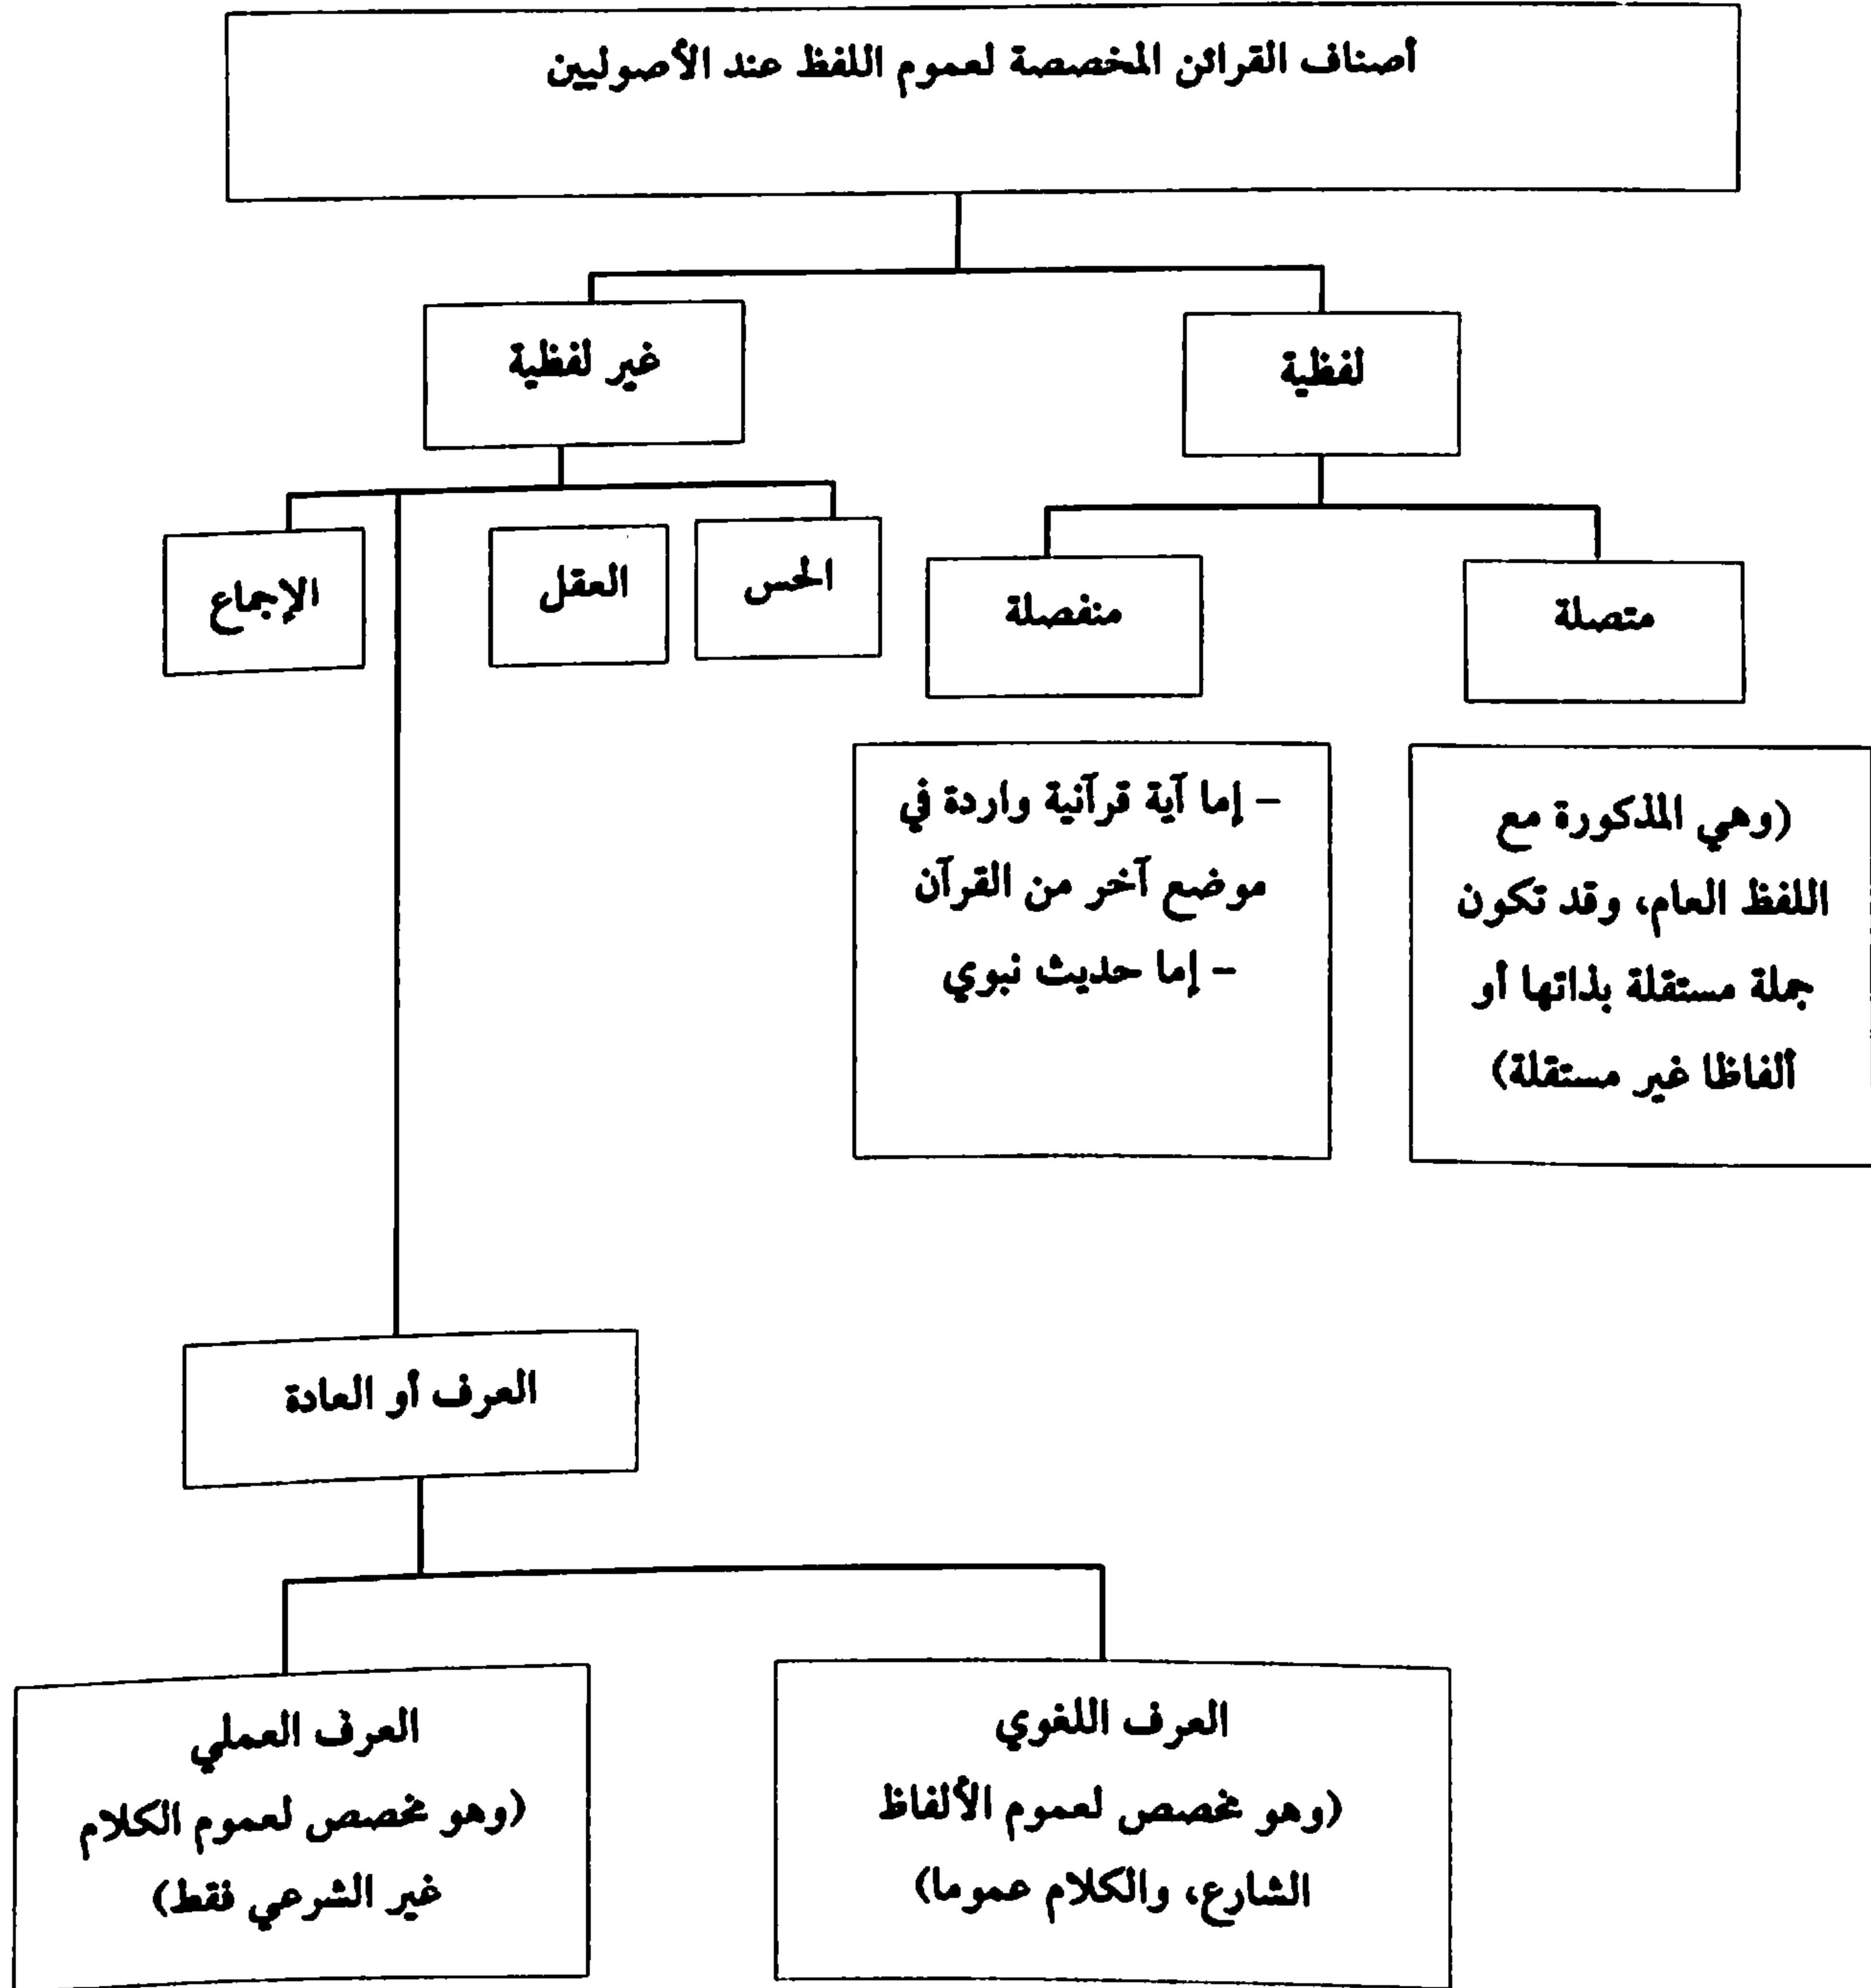 أصناف القرائن المخصصة لعموم اللفظ عند الأصوليين
لفظية
غير لفظية
متصلة
منفصلة
الحس
العقل
الإجماع
(وهي المذكورة مع
اللفظ العام، وقد تكون
جملة مستقلة بذاتها أو
ألفاظا غير مستقلة)
– إما آية قرآنية واردة في
موضع آخر من القرآن
– إما حديث نبوي
العرف أو العادة
العرف اللغوي
(وهو مخصص لعموم الألفاظ
الشارع، والكلام عموما)
العرف العملي
(وهو مخصص لعموم الكلام
غير الشرعي فقط)